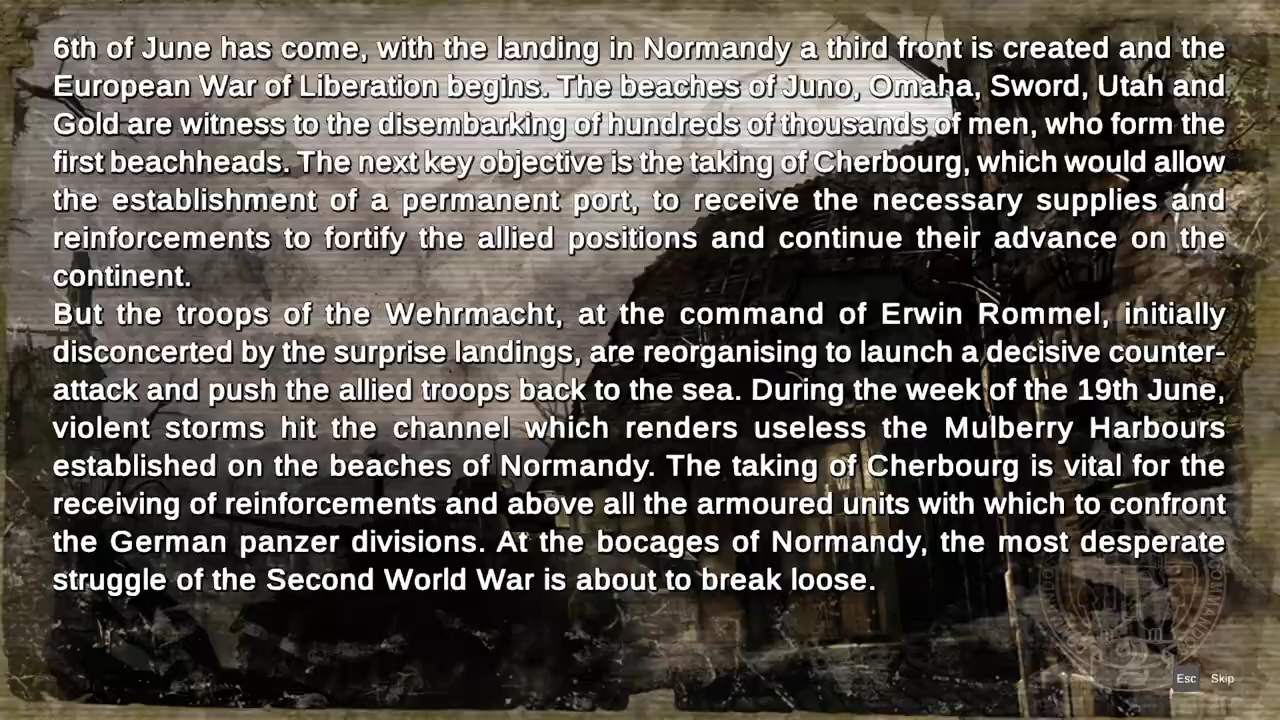 6th of June has come, with the landing in Normandy a third front is created and the
European War of Liberation begins. The beaches of Juno, Omaha, Sword, Utah and
Gold are witness to the disembarking of hundreds of thousands of men, who form the
first beachheads. The next key objective is the taking of Cherbourg, which would allow
the establishment of a permanent port, to receive the necessary supplies and
reinforcements to fortify the allied positions and continue their advance on the
continent.
But the troops of the Wehrmacht, at the command of Erwin Rommel, initially
disconcerted by the surprise landings, are reorganising to launch a decisive counter-
attack and push the allied troops back to the sea. During the week of the 19th June,
violent storms hit the channel which renders useless the Mulberry Harbours
established on the beaches of Normandy. The taking of Cherbourg is vital for the
receiving of reinforcements and above all the armoured units with which to confront
the German panzer divisions. At the bocages of Normandy, the most desperate
struggle of the Second World War is about to break loose.
Esc Skip